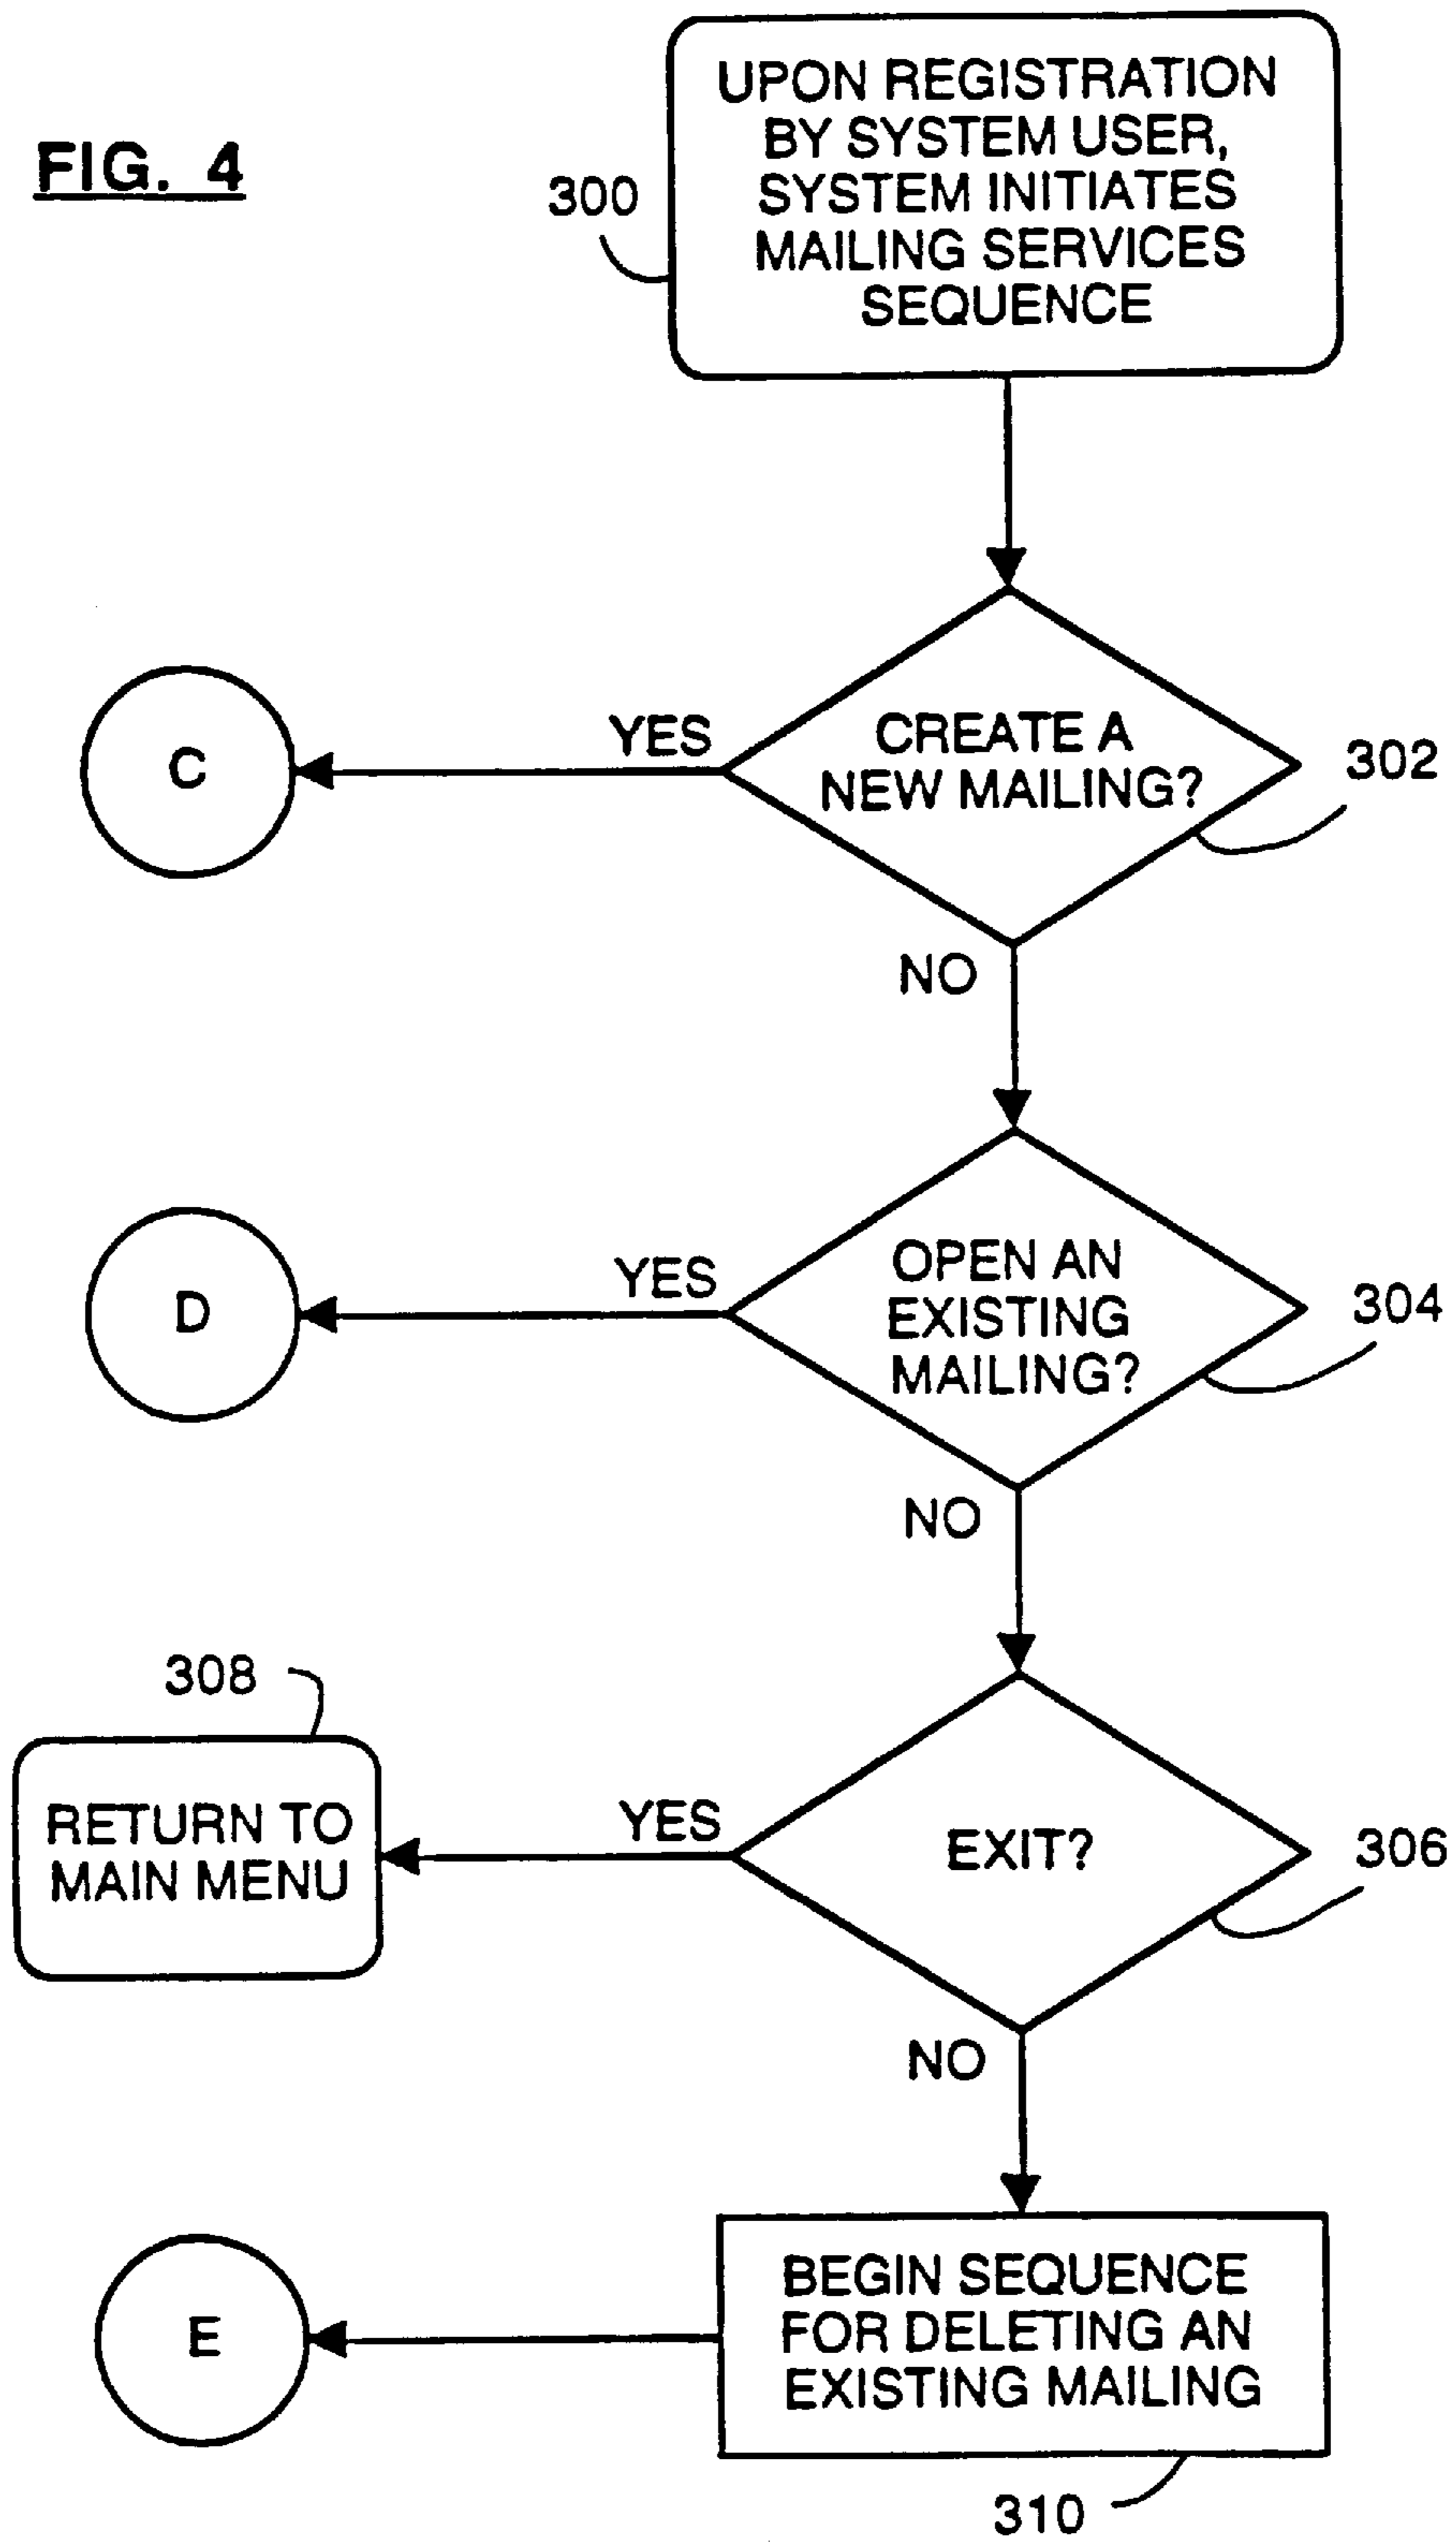 FIG. 4
300
UPON REGISTRATION
BY SYSTEM USER,
SYSTEM INITIATES
MAILING SERVICES
SEQUENCE
C
YES
CREATE A
NEW MAILING?
302
NO
D
YES
OPEN AN
EXISTING
MAILING?
304
NO
308
RETURN TO
MAIN MENU
YES
EXIT?
306
NO
E
BEGIN SEQUENCE
FOR DELETING AN
EXISTING MAILING
310